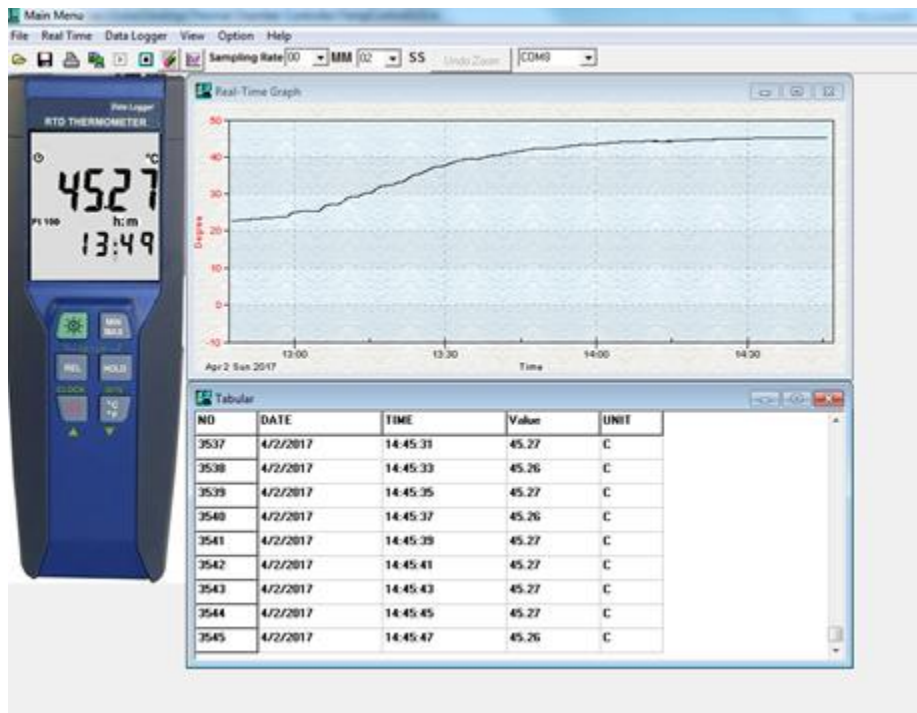 Main Menu
File Real Time Data Logger View Option Help
Sampling Rate 00 MM 02 SS Undo Zoom COM8
Data Logger
RTD THERMOMETER
°C
45.27
Pt 100 h:m
13:49
MIN MAX
REL HOLD
CLOCK
°C °F
Real-Time Graph
50
40
30
20
10
0
-10
Degree
13:00 13:30 14:00 14:30
Apr 2 Sun 2017 Time
Tabular
NO DATE TIME Value UNIT
3537 4/2/2017 14:45:31 45.27 C
3538 4/2/2017 14:45:33 45.26 C
3539 4/2/2017 14:45:35 45.27 C
3540 4/2/2017 14:45:37 45.26 C
3541 4/2/2017 14:45:39 45.27 C
3542 4/2/2017 14:45:41 45.27 C
3543 4/2/2017 14:45:43 45.27 C
3544 4/2/2017 14:45:45 45.27 C
3545 4/2/2017 14:45:47 45.26 C